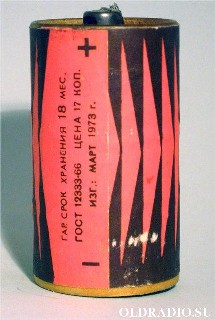 +
ГАР. СРОК ХРАНЕНИЯ 18 МЕС.
ГОСТ 12333-66 ЦЕНА 17 КОП.
ИЗГ.: МАРТ 1973 г.
–
OLDRADIO.SU